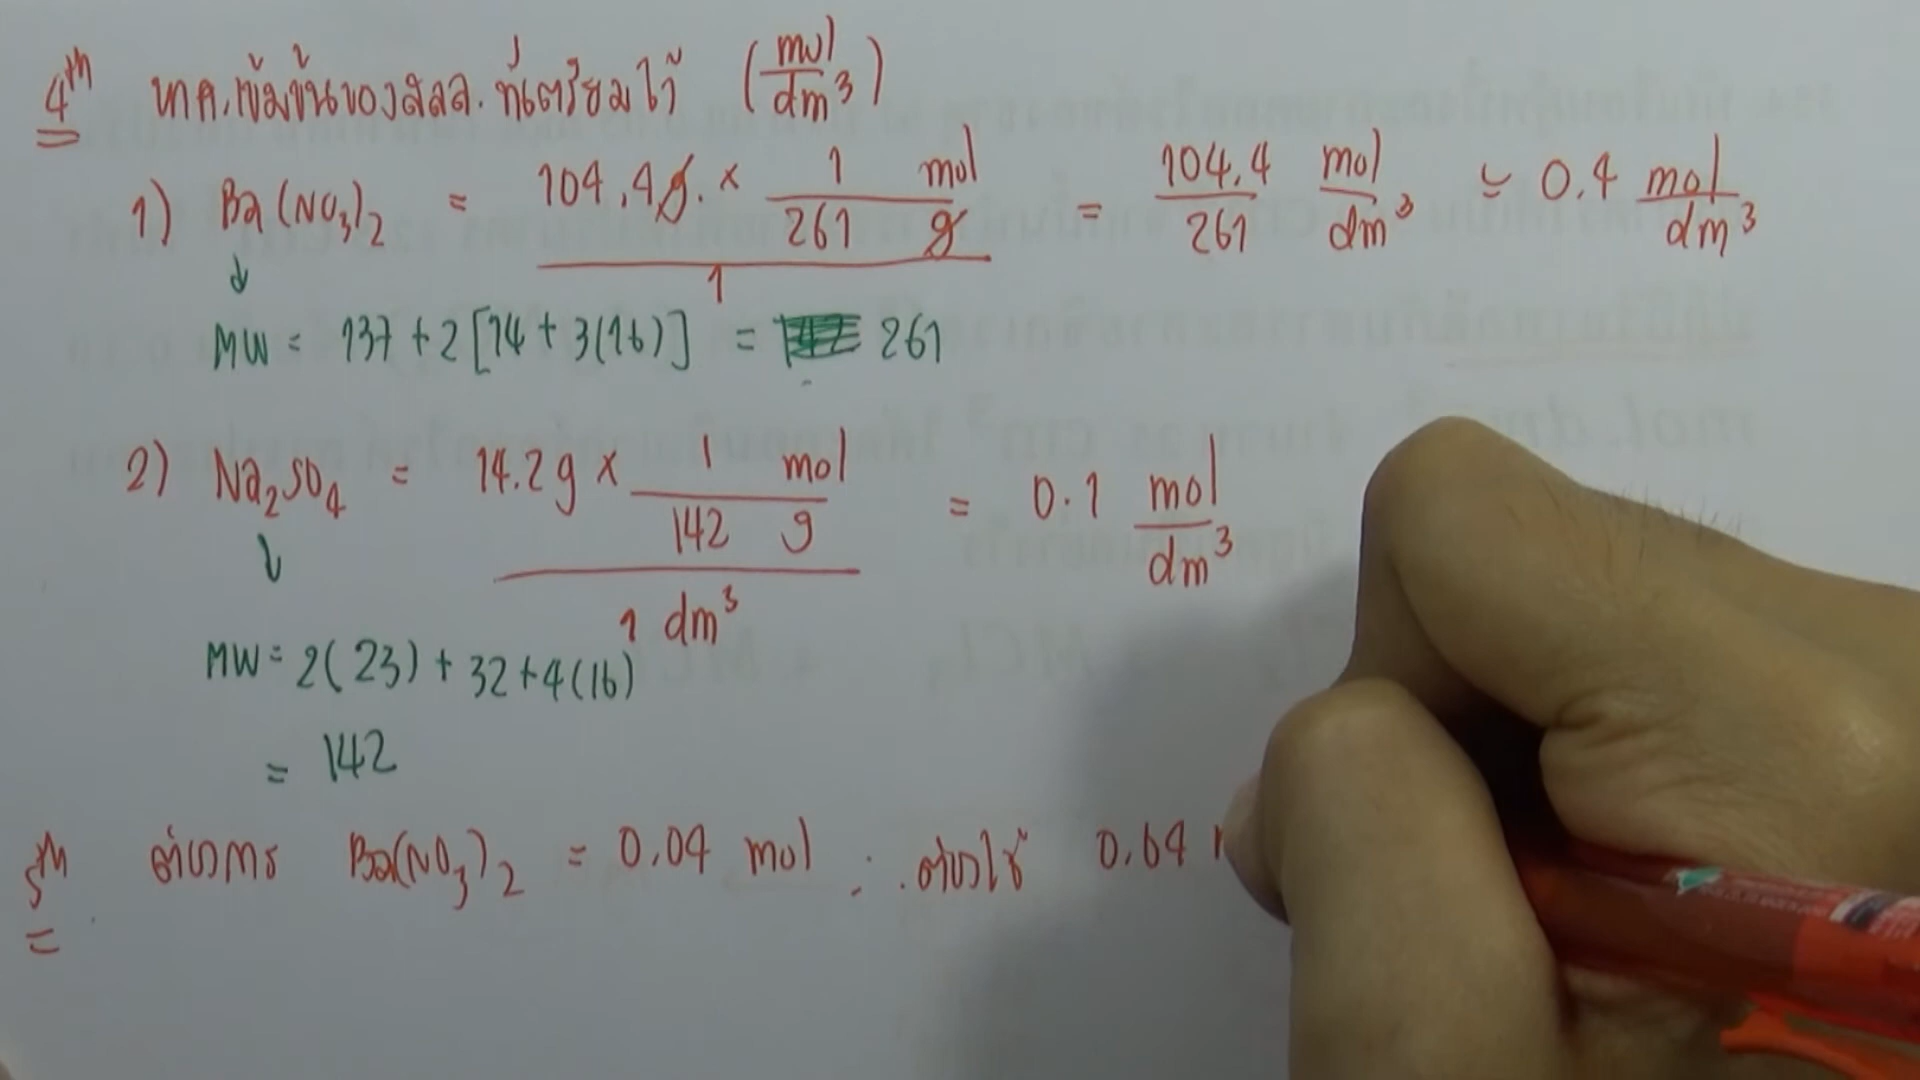 4th หาค.เข้มข้นของสลล.ที่เตรียมไว้ (mol/dm³)
1) Ba(NO₃)₂ = 104.4 g. × 1 mol / 261 g / 1 = 104.4/261 mol/dm³ ≃ 0.4 mol/dm³
↓
MW = 137 + 2[14 + 3(16)] = 261
2) Na₂SO₄ = 14.2 g × 1 mol / 142 g / 1 dm³ = 0.1 mol/dm³
↓
MW = 2(23) + 32 + 4(16)
= 142
5th ต้องการ Ba(NO₃)₂ = 0.04 mol ∴ ต้องใช้ 0.64